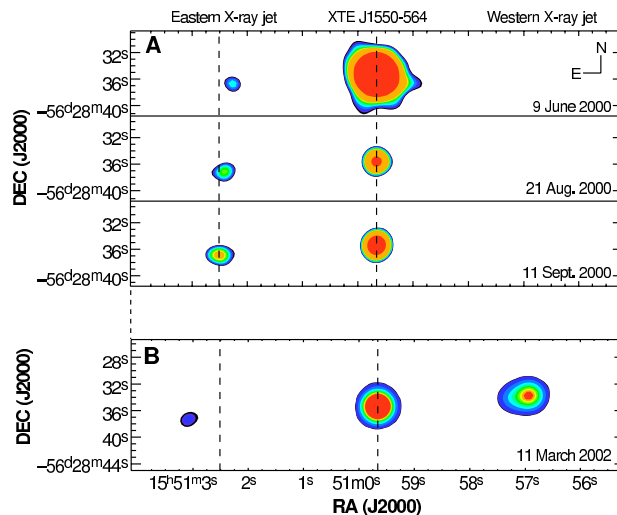 Eastern X-ray jet XTE J1550-564 Western X-ray jet
A
N
E
32s
36s
−56d28m40s
9 June 2000
32s
36s
−56d28m40s
21 Aug. 2000
32s
36s
−56d28m40s
11 Sept. 2000
DEC (J2000)
B
28s
32s
36s
40s
−56d28m44s
11 March 2002
DEC (J2000)
15h51m3s 2s 1s 51m0s 59s 58s 57s 56s
RA (J2000)